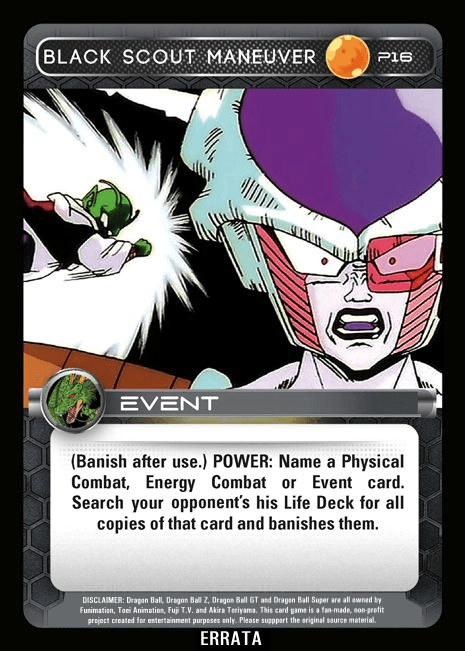 BLACK SCOUT MANEUVER P16
EVENT
(Banish after use.) POWER: Name a Physical
Combat, Energy Combat or Event card.
Search your opponent's his Life Deck for all
copies of that card and banishes them.
DISCLAIMER: Dragon Ball, Dragon Ball Z, Dragon Ball GT and Dragon Ball Super are all owned by
Funimation, Toei Animation, Fuji T.V. and Akira Toriyama. This card game is a fan-made, non-profit
project created for entertainment purposes only. Please suppport the original source material.
ERRATA